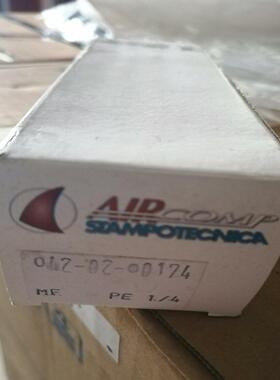 AIRCOMP
STAMPOTECNICA
042-02-00174
MF PE 1/4